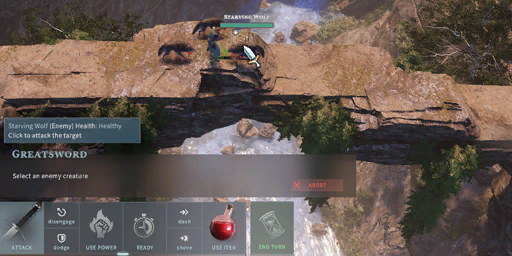 STARVING WOLF
Starving Wolf (Enemy) Health: Healthy
Click to attack the target
GREATSWORD
Select an enemy creature
ABORT
ATTACK
disengage
dodge
USE POWER
READY
dash
shove
USE ITEM
END TURN